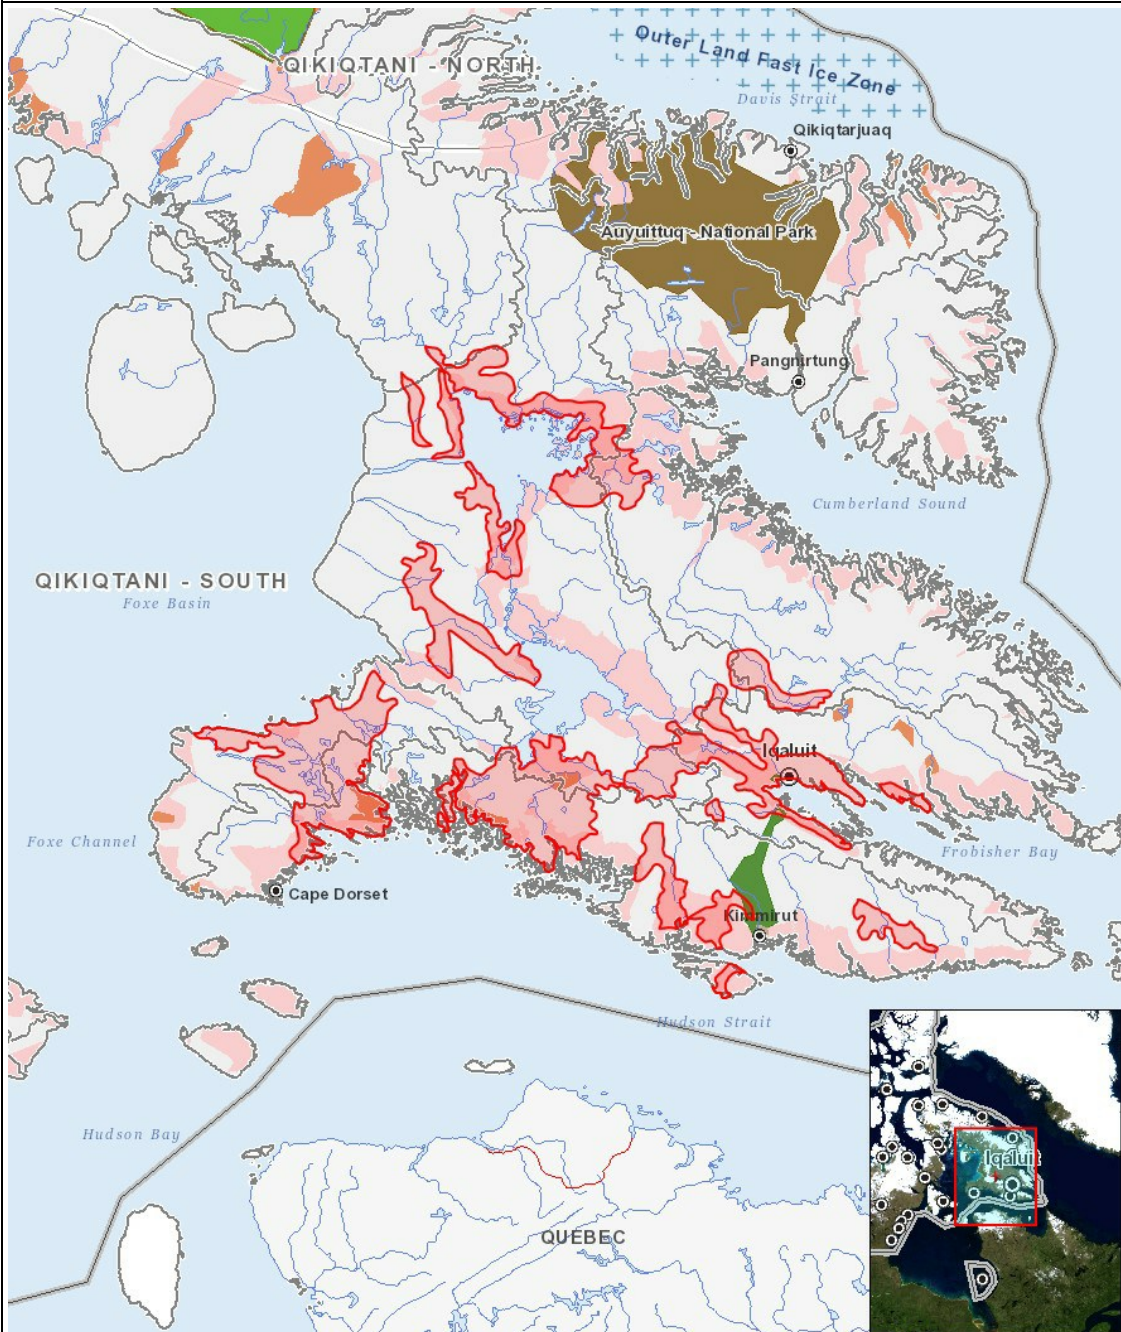 Outer Land Fast Ice Zone
QIKIQTANI - NORTH
Davis Strait
Qikiqtarjuaq
Auyuittuq - National Park
Pangnirtung
Cumberland Sound
QIKIQTANI - SOUTH
Foxe Basin
Iqaluit
Foxe Channel
Frobisher Bay
Cape Dorset
Kimmirut
Hudson Strait
Hudson Bay
Iqaluit
QUEBEC